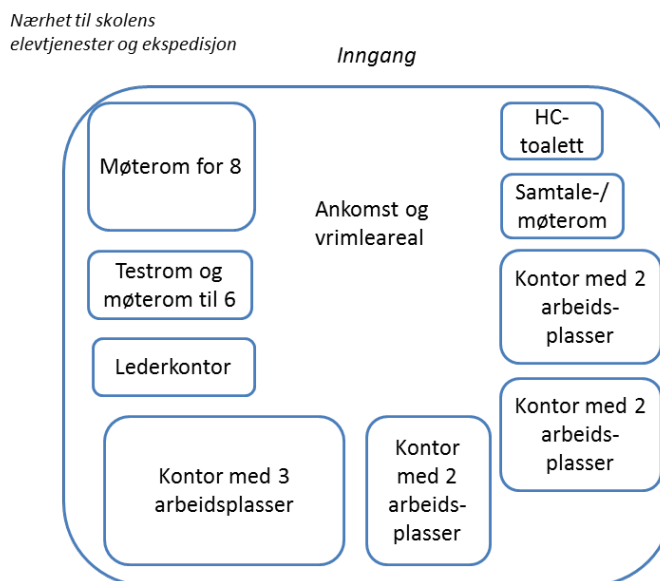 Nærhet til skolens
elevtjenester og ekspedisjon
Inngang
Møterom for 8
HC-
toalett
Ankomst og
vrimleareal
Samtale-/
møterom
Testrom og
møterom til 6
Kontor med 2
arbeids-
plasser
Lederkontor
Kontor med 2
arbeids-
plasser
Kontor med 3
arbeidsplasser
Kontor
med 2
arbeids-
plasser